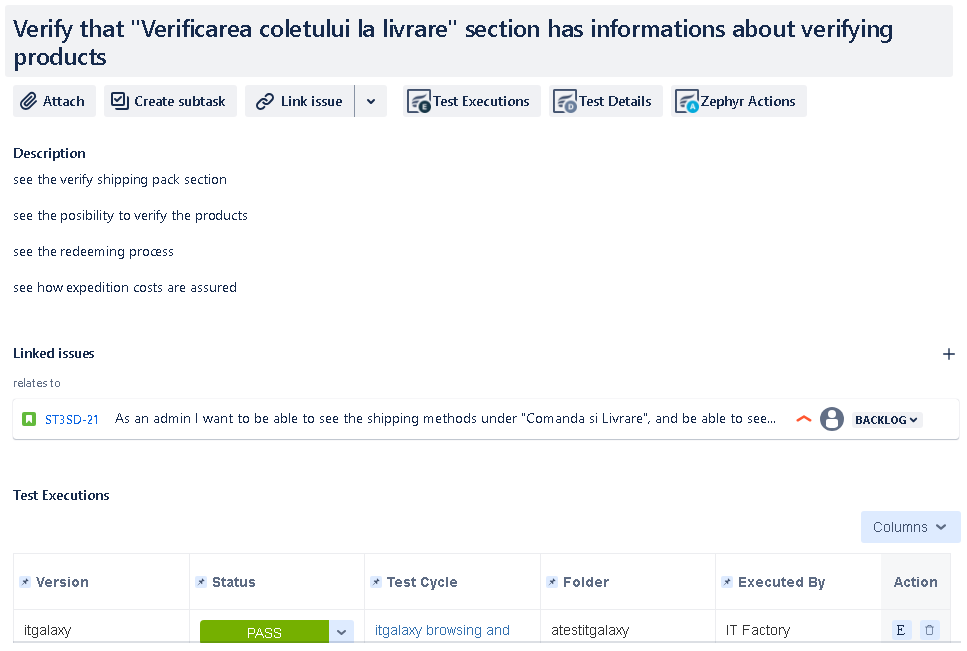 Verify that "Verificarea coletului la livrare" section has informations about verifying
products
Attach
Create subtask
Link issue
Test Executions
Test Details
Zephyr Actions
Description
see the verify shipping pack section
see the posibility to verify the products
see the redeeming process
see how expedition costs are assured
Linked issues
relates to
ST3SD-21 As an admin I want to be able to see the shipping methods under "Comanda si Livrare", and be able to see... BACKLOG
Test Executions
Columns
Version Status Test Cycle Folder Executed By Action
itgalaxy PASS itgalaxy browsing and atestitgalaxy IT Factory E